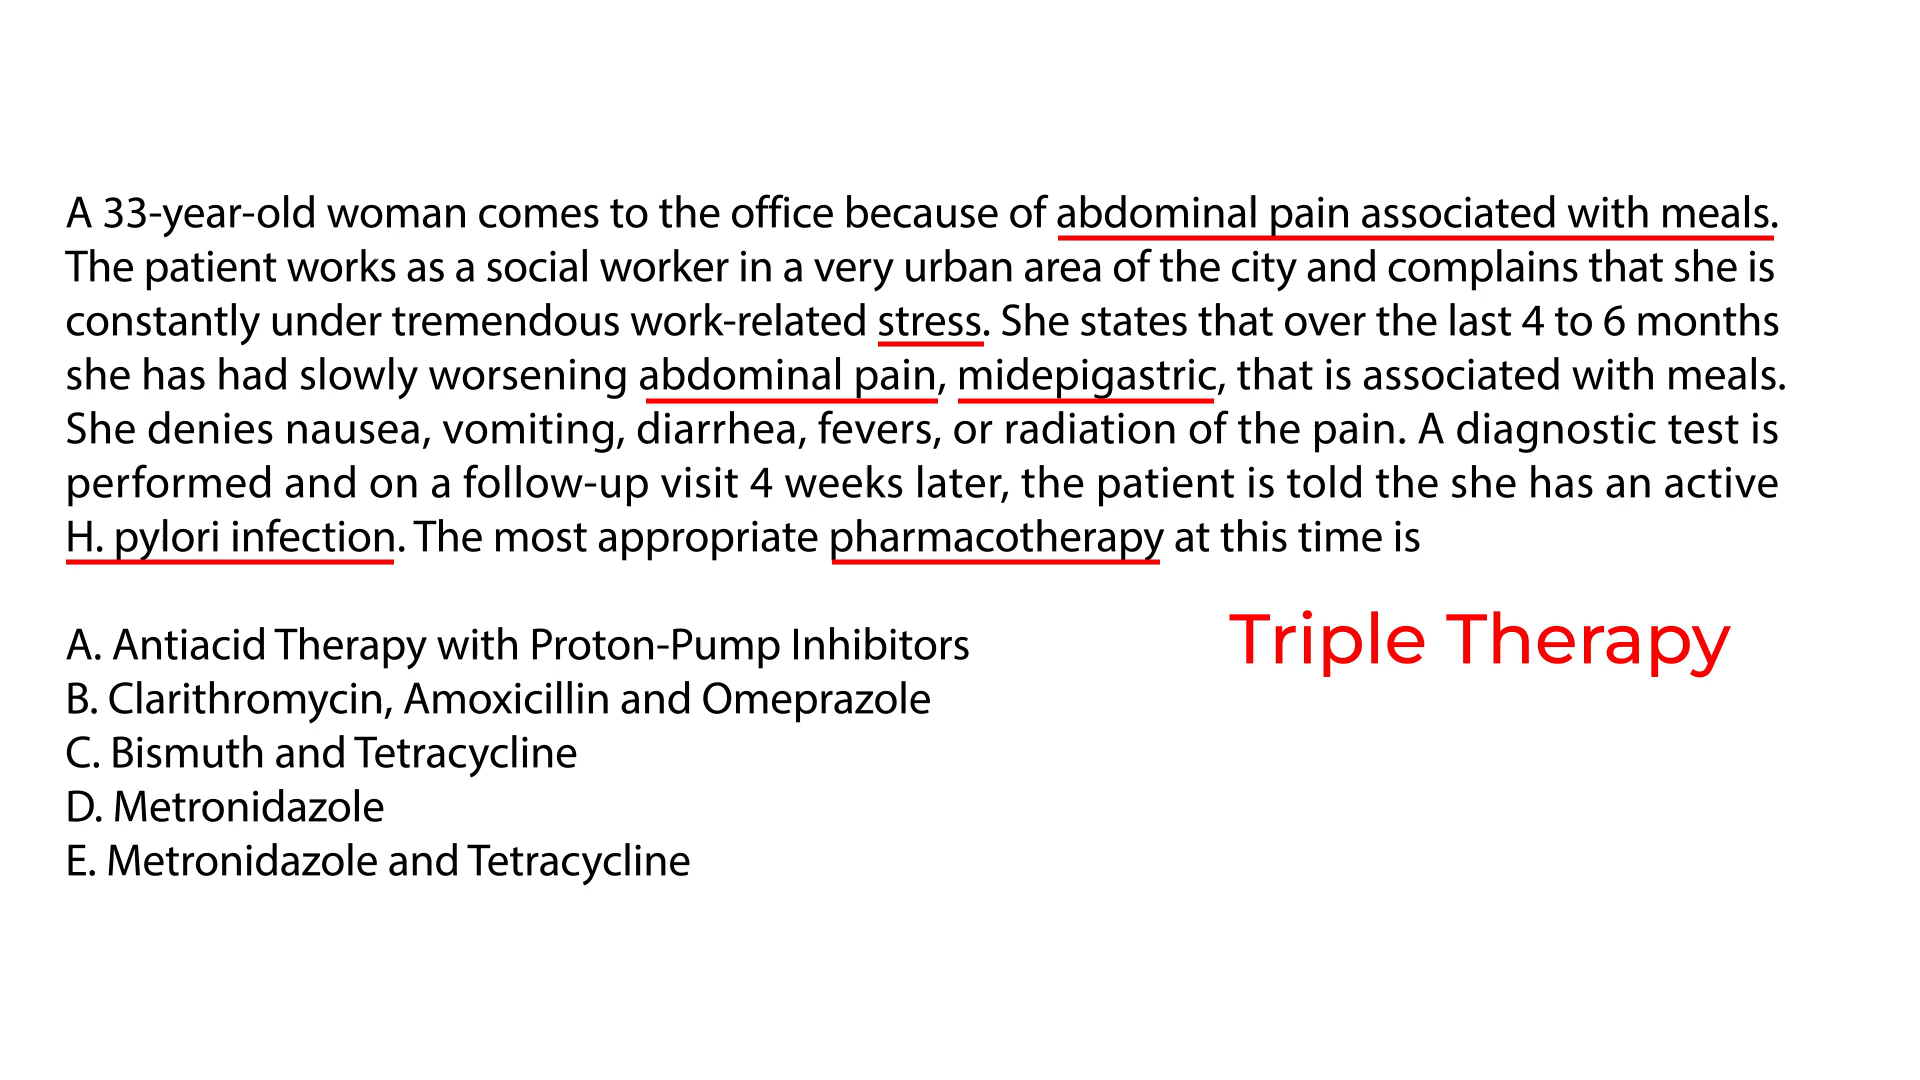 A 33-year-old woman comes to the office because of abdominal pain associated with meals.
The patient works as a social worker in a very urban area of the city and complains that she is
constantly under tremendous work-related stress. She states that over the last 4 to 6 months
she has had slowly worsening abdominal pain, midepigastric, that is associated with meals.
She denies nausea, vomiting, diarrhea, fevers, or radiation of the pain. A diagnostic test is
performed and on a follow-up visit 4 weeks later, the patient is told the she has an active
H. pylori infection. The most appropriate pharmacotherapy at this time is
Triple Therapy
A. Antiacid Therapy with Proton-Pump Inhibitors
B. Clarithromycin, Amoxicillin and Omeprazole
C. Bismuth and Tetracycline
D. Metronidazole
E. Metronidazole and Tetracycline